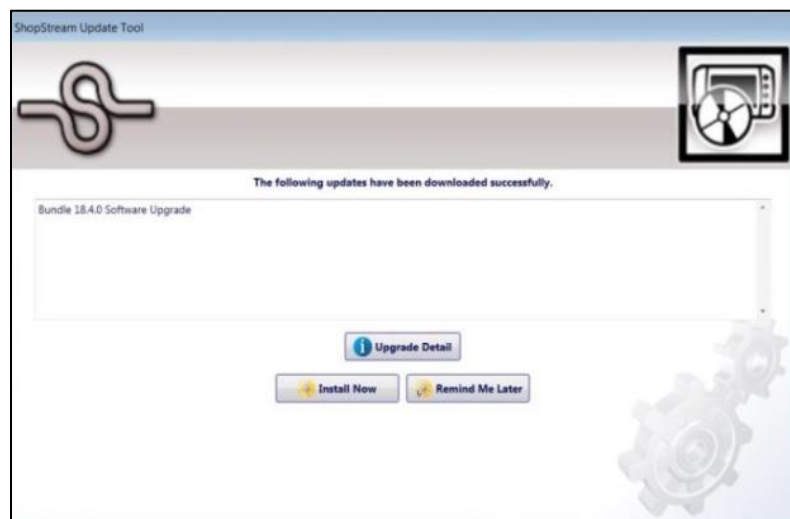 ShopStream Update Tool
The following updates have been downloaded successfully.
Bundle 18.4.0 Software Upgrade
Upgrade Detail
Install Now
Remind Me Later